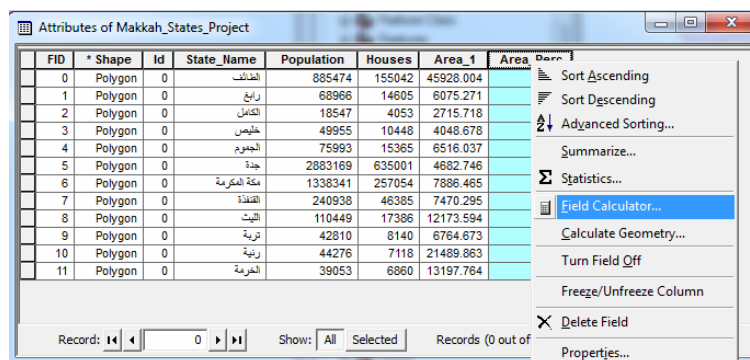 Attributes of Makkah_States_Project
FID * Shape Id State_Name Population Houses Area_1 Area_Perc
0 Polygon 0 الطائف 885474 155042 45928.004
1 Polygon 0 رابغ 68966 14605 6075.271
2 Polygon 0 الكامل 18547 4053 2715.718
3 Polygon 0 خليص 49955 10448 4048.678
4 Polygon 0 الجموم 75993 15365 6516.037
5 Polygon 0 جدة 2883169 635001 4682.746
6 Polygon 0 مكة المكرمة 1338341 257054 7886.465
7 Polygon 0 القنفذة 240938 46385 7470.295
8 Polygon 0 الليث 110449 17386 12173.594
9 Polygon 0 تربة 42810 8140 6764.673
10 Polygon 0 رنية 44276 7118 21489.863
11 Polygon 0 الخرمة 39053 6860 13197.764
Sort Ascending
Sort Descending
Advanced Sorting...
Summarize...
Σ Statistics...
Field Calculator...
Calculate Geometry...
Turn Field Off
Freeze/Unfreeze Column
Delete Field
Properties...
Record: 0 Show: All Selected Records (0 out of